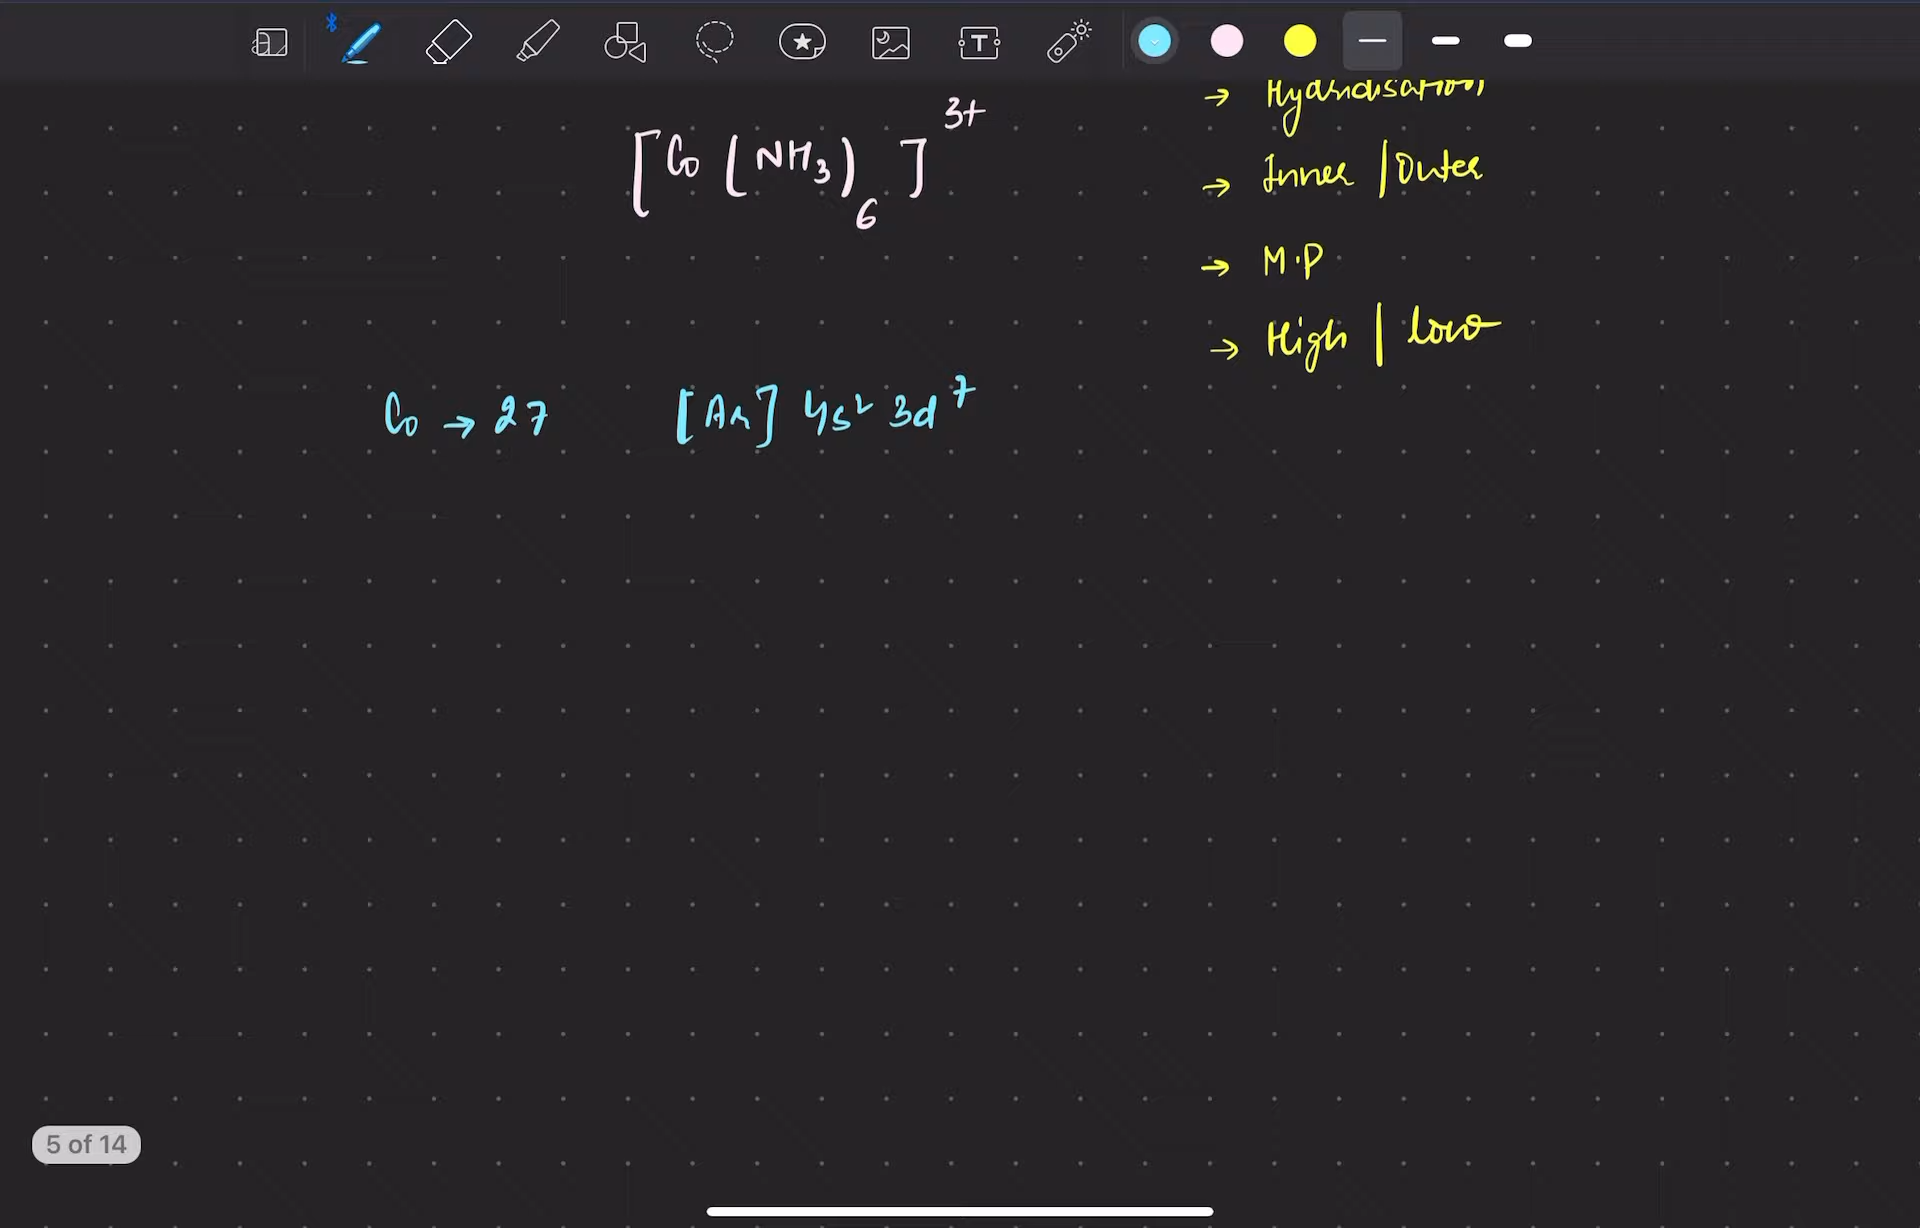 → Hybridisation
[Co(NH₃)₆]³⁺
→ Inner / Outer
→ M.P
→ High | low
Co → 27 [Ar] 4s² 3d⁷
5 of 14